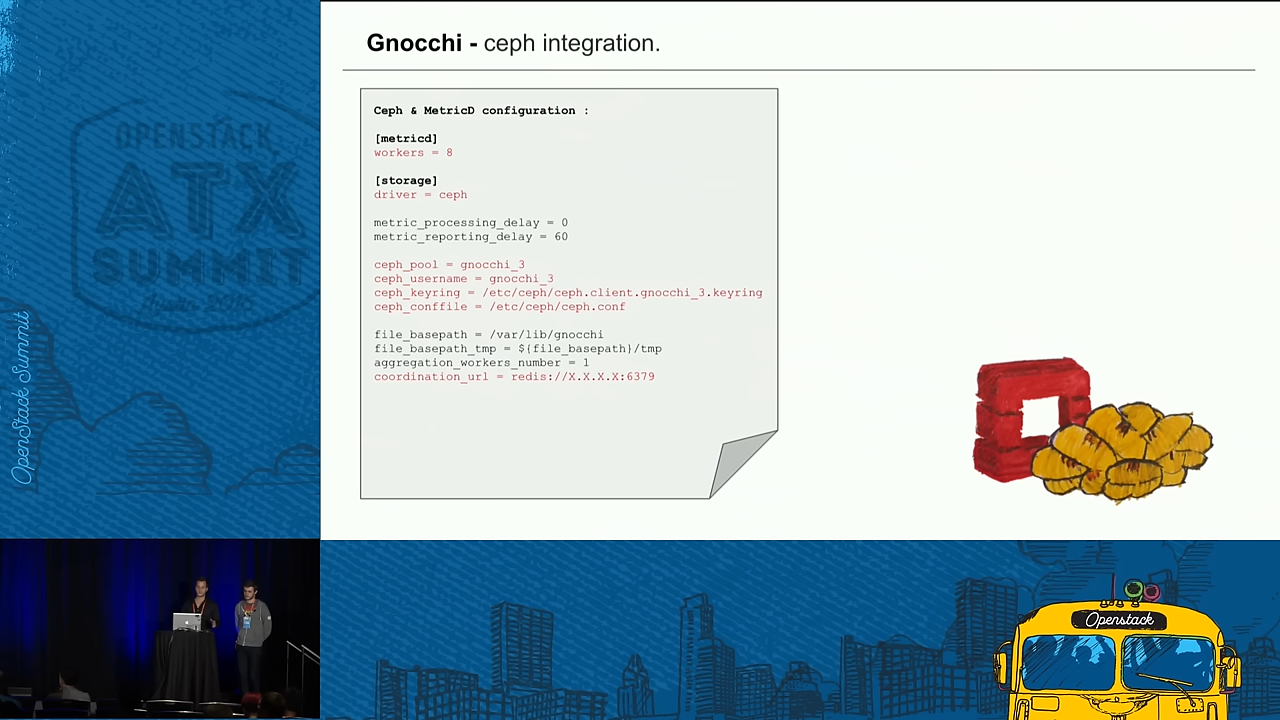 Gnocchi - ceph integration.
Ceph & MetricD configuration :
[metricd]
workers = 8
[storage]
driver = ceph
metric_processing_delay = 0
metric_reporting_delay = 60
ceph_pool = gnocchi_3
ceph_username = gnocchi_3
ceph_keyring = /etc/ceph/ceph.client.gnocchi_3.keyring
ceph_conffile = /etc/ceph/ceph.conf
file_basepath = /var/lib/gnocchi
file_basepath_tmp = ${file_basepath}/tmp
aggregation_workers_number = 1
coordination_url = redis://X.X.X.X:6379
OPENSTACK
ATX
SUMMIT
OpenStack Summit
Openstack